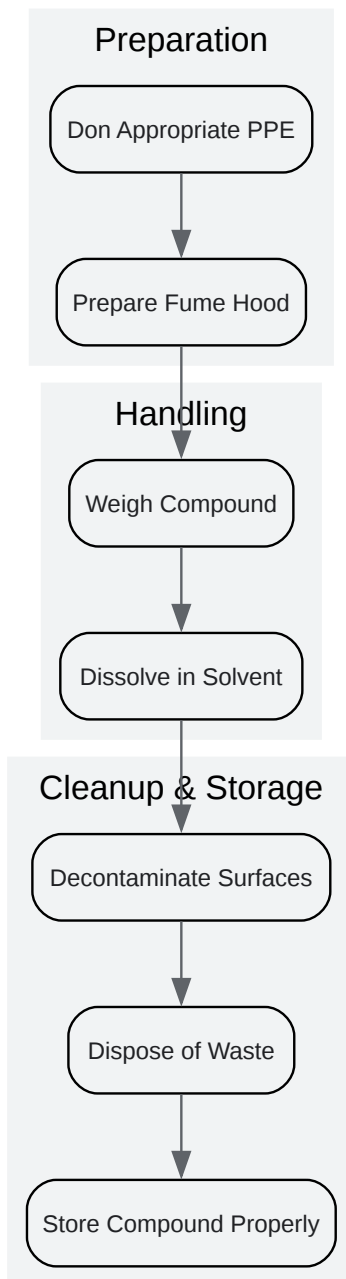 Preparation
Don Appropriate PPE
Prepare Fume Hood
Handling
Weigh Compound
Dissolve in Solvent
Cleanup & Storage
Decontaminate Surfaces
Dispose of Waste
Store Compound Properly